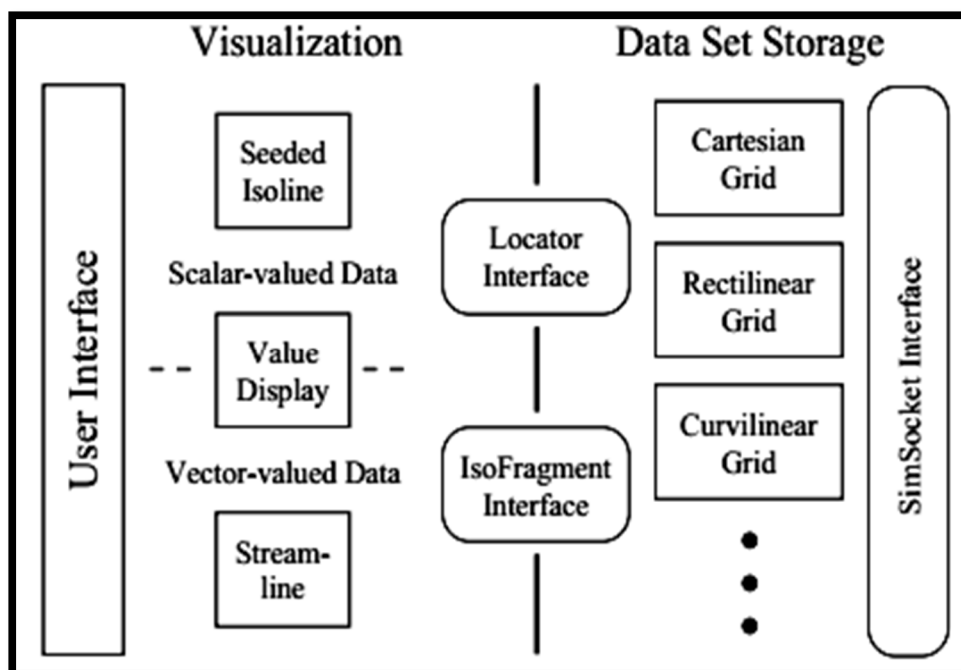 Visualization
Data Set Storage
User Interface
Seeded
Isoline
Scalar-valued Data
Value
Display
Vector-valued Data
Stream-
line
Locator
Interface
IsoFragment
Interface
Cartesian
Grid
Rectilinear
Grid
Curvilinear
Grid
SimSocket Interface